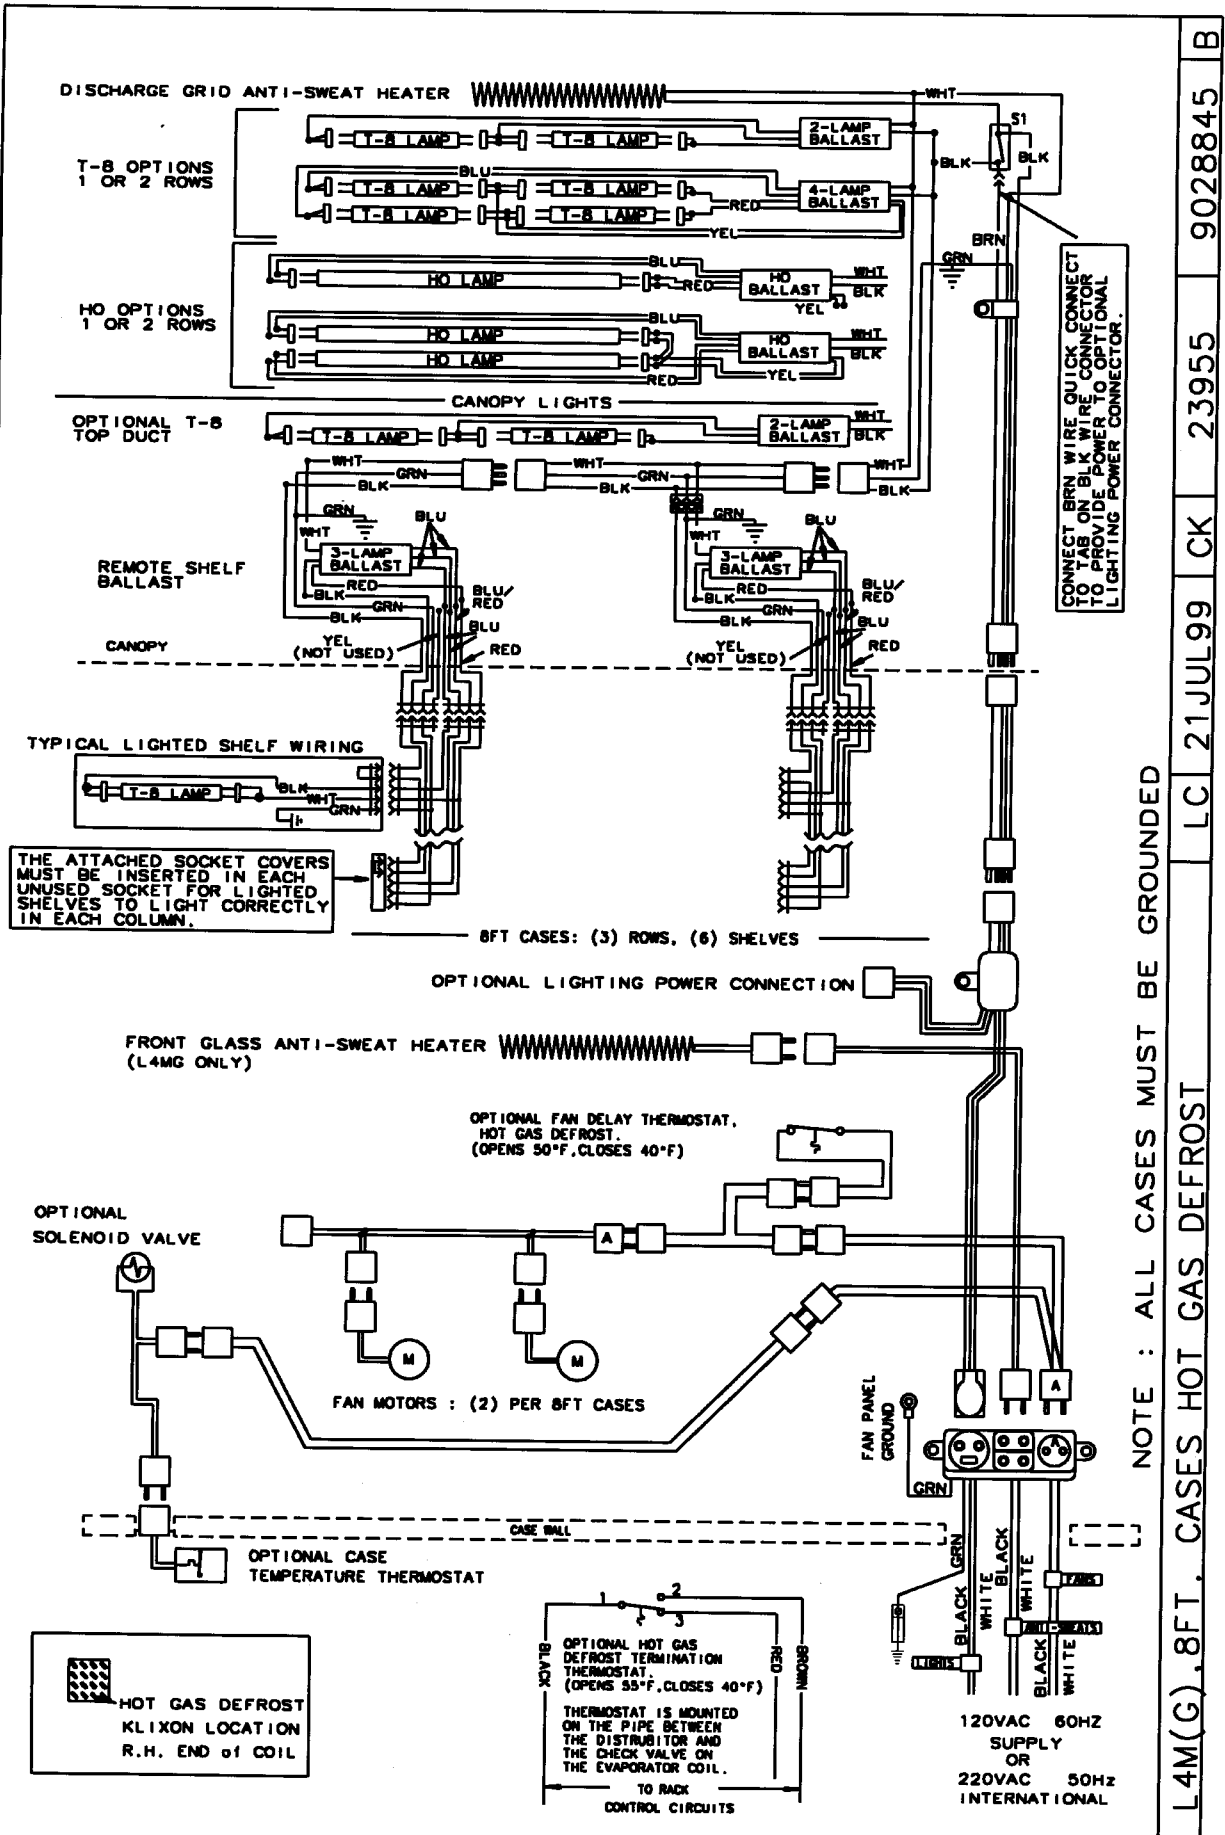 DISCHARGE GRID ANTI-SWEAT HEATER
WHT
S1
T-8 LAMP
T-8 LAMP
2-LAMP
BALLAST
BLK
BLK
T-8 OPTIONS
1 OR 2 ROWS
BLU
T-8 LAMP
T-8 LAMP
4-LAMP
BALLAST
RED
T-8 LAMP
T-8 LAMP
YEL
BRN
GRN
BLU
HO LAMP
RED
HO
BALLAST
WHT
BLK
YEL
HO OPTIONS
1 OR 2 ROWS
BLU
HO LAMP
HO LAMP
HO
BALLAST
WHT
BLK
YEL
RED
CONNECT BRN WIRE QUICK CONNECT
TO TAB ON BLK WIRE CONNECTOR
TO PROVIDE POWER TO OPTIONAL
LIGHTING POWER CONNECTOR.
CANOPY LIGHTS
OPTIONAL T-8
TOP DUCT
T-8 LAMP
T-8 LAMP
2-LAMP
BALLAST
WHT
BLK
WHT
GRN
BLK
WHT
GRN
BLK
WHT
BLK
GRN
BLU
WHT
3-LAMP
BALLAST
REMOTE SHELF
BALLAST
RED
BLK
GRN
BLK
BLU/
RED
BLU
YEL
(NOT USED)
RED
GRN
BLU
WHT
3-LAMP
BALLAST
RED
BLK
GRN
BLK
BLU/
RED
BLU
YEL
(NOT USED)
RED
CANOPY
TYPICAL LIGHTED SHELF WIRING
T-8 LAMP
BLK
WHT
GRN
THE ATTACHED SOCKET COVERS
MUST BE INSERTED IN EACH
UNUSED SOCKET FOR LIGHTED
SHELVES TO LIGHT CORRECTLY
IN EACH COLUMN.
8FT CASES: (3) ROWS, (6) SHELVES
OPTIONAL LIGHTING POWER CONNECTION
FRONT GLASS ANTI-SWEAT HEATER
(L4MG ONLY)
OPTIONAL FAN DELAY THERMOSTAT,
HOT GAS DEFROST.
(OPENS 50°F,CLOSES 40°F)
OPTIONAL
SOLENOID VALVE
A
M
M
FAN MOTORS : (2) PER 8FT CASES
FAN PANEL
GROUND
A
A
GRN
CASE WALL
OPTIONAL CASE
TEMPERATURE THERMOSTAT
GRN
BLACK
WHITE
BLACK
WHITE
BLACK
WHITE
FANS
ANTI-SWEATS
LIGHTS
1
2
3
BLACK
RED
BROWN
OPTIONAL HOT GAS
DEFROST TERMINATION
THERMOSTAT.
(OPENS 55°F,CLOSES 40°F)
THERMOSTAT IS MOUNTED
ON THE PIPE BETWEEN
THE DISTRUBITOR AND
THE CHECK VALVE ON
THE EVAPORATOR COIL.
TO RACK
CONTROL CIRCUITS
HOT GAS DEFROST
KLIXON LOCATION
R.H. END of COIL
120VAC 60HZ
SUPPLY
OR
220VAC 50Hz
INTERNATIONAL
NOTE : ALL CASES MUST BE GROUNDED
L4M(G),8FT. CASES HOT GAS DEFROST
LC
21JUL99
CK
23955
9028845
B